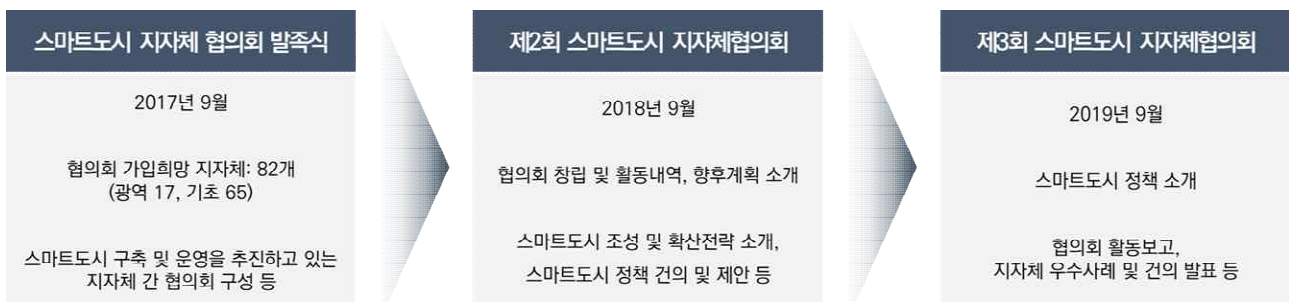 스마트도시 지자체 협의회 발족식
2017년 9월
협의회 가입희망 지자체: 82개
(광역 17, 기초 65)
스마트도시 구축 및 운영을 추진하고 있는
지자체 간 협의회 구성 등
제2회 스마트도시 지자체협의회
2018년 9월
협의회 창립 및 활동내역, 향후계획 소개
스마트도시 조성 및 확산전략 소개,
스마트도시 정책 건의 및 제안 등
제3회 스마트도시 지자체협의회
2019년 9월
스마트도시 정책 소개
협의회 활동보고,
지자체 우수사례 및 건의 발표 등